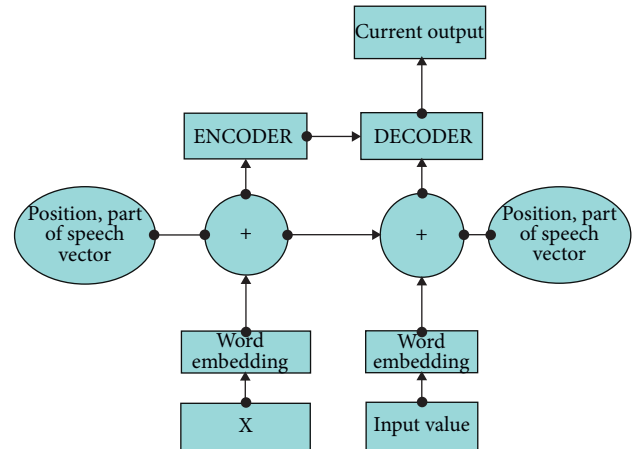 Current output
ENCODER
DECODER
Position, part
of speech
vector
+
+
Position, part
of speech
vector
Word
embedding
Word
embedding
X
Input value